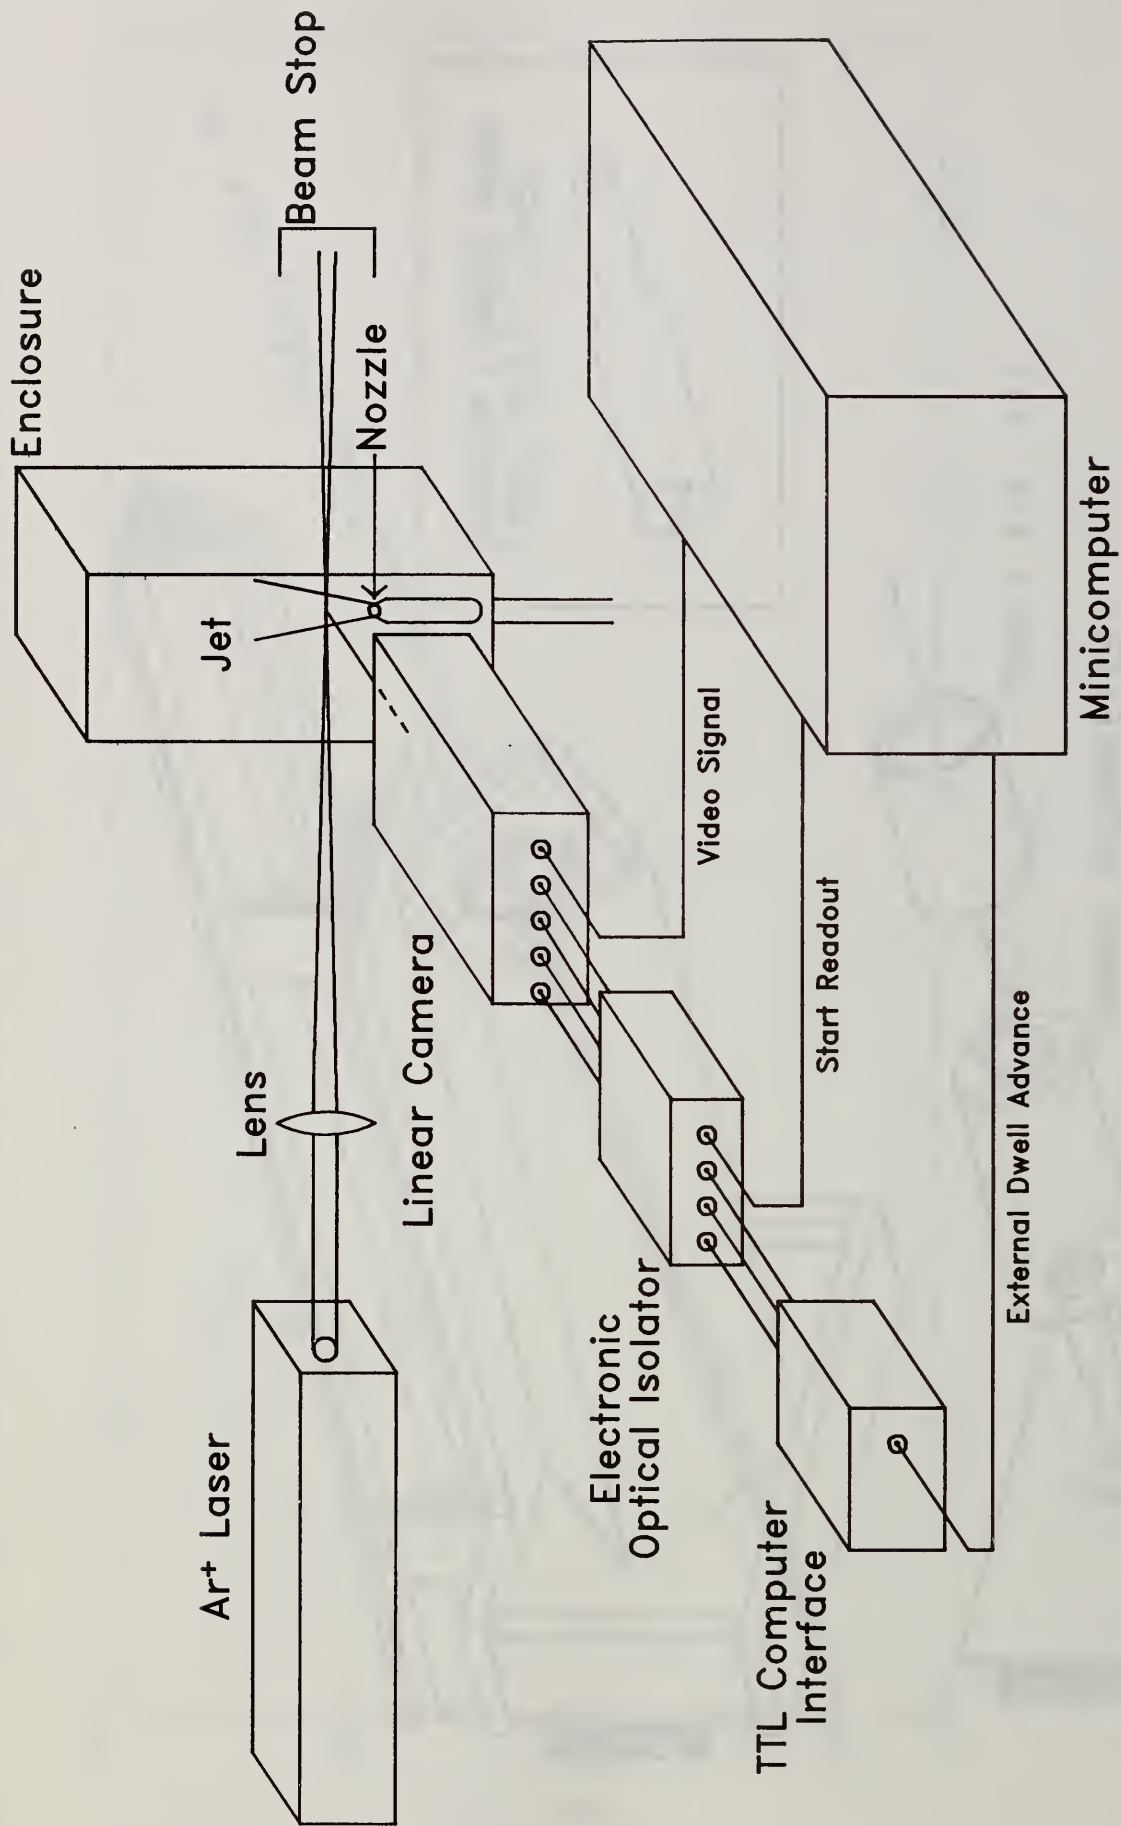 Enclosure
Beam Stop
Jet
Nozzle
Lens
Ar+ Laser
Linear Camera
Video Signal
Electronic
Optical Isolator
Start Readout
TTL Computer
Interface
External Dwell Advance
Minicomputer